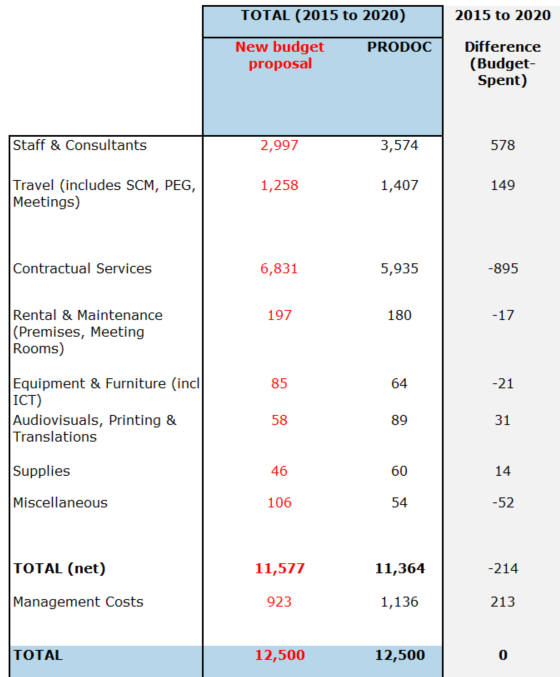 TOTAL (2015 to 2020) 2015 to 2020
New budget proposal PRODOC Difference (Budget-Spent)
Staff & Consultants 2,997 3,574 578
Travel (includes SCM, PEG, Meetings) 1,258 1,407 149
Contractual Services 6,831 5,935 -895
Rental & Maintenance (Premises, Meeting Rooms) 197 180 -17
Equipment & Furniture (incl ICT) 85 64 -21
Audiovisuals, Printing & Translations 58 89 31
Supplies 46 60 14
Miscellaneous 106 54 -52
TOTAL (net) 11,577 11,364 -214
Management Costs 923 1,136 213
TOTAL 12,500 12,500 0